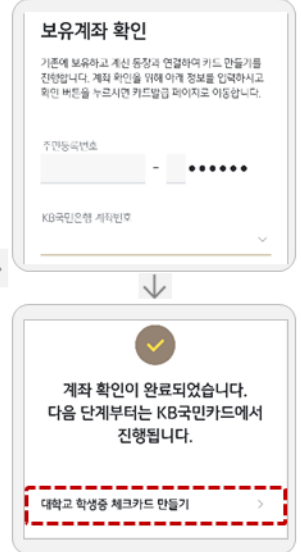 보유계좌 확인
기존에 보유하고 계신 통장과 연결하여 카드 만들기를
진행합니다. 계좌 확인을 위해 아래 정보를 입력하시고
확인 버튼을 누르시면 카드발급 페이지로 이동합니다.
주민등록번호
- ●●●●●●
KB국민은행 계좌번호
계좌 확인이 완료되었습니다.
다음 단계부터는 KB국민카드에서
진행됩니다.
대학교 학생증 체크카드 만들기